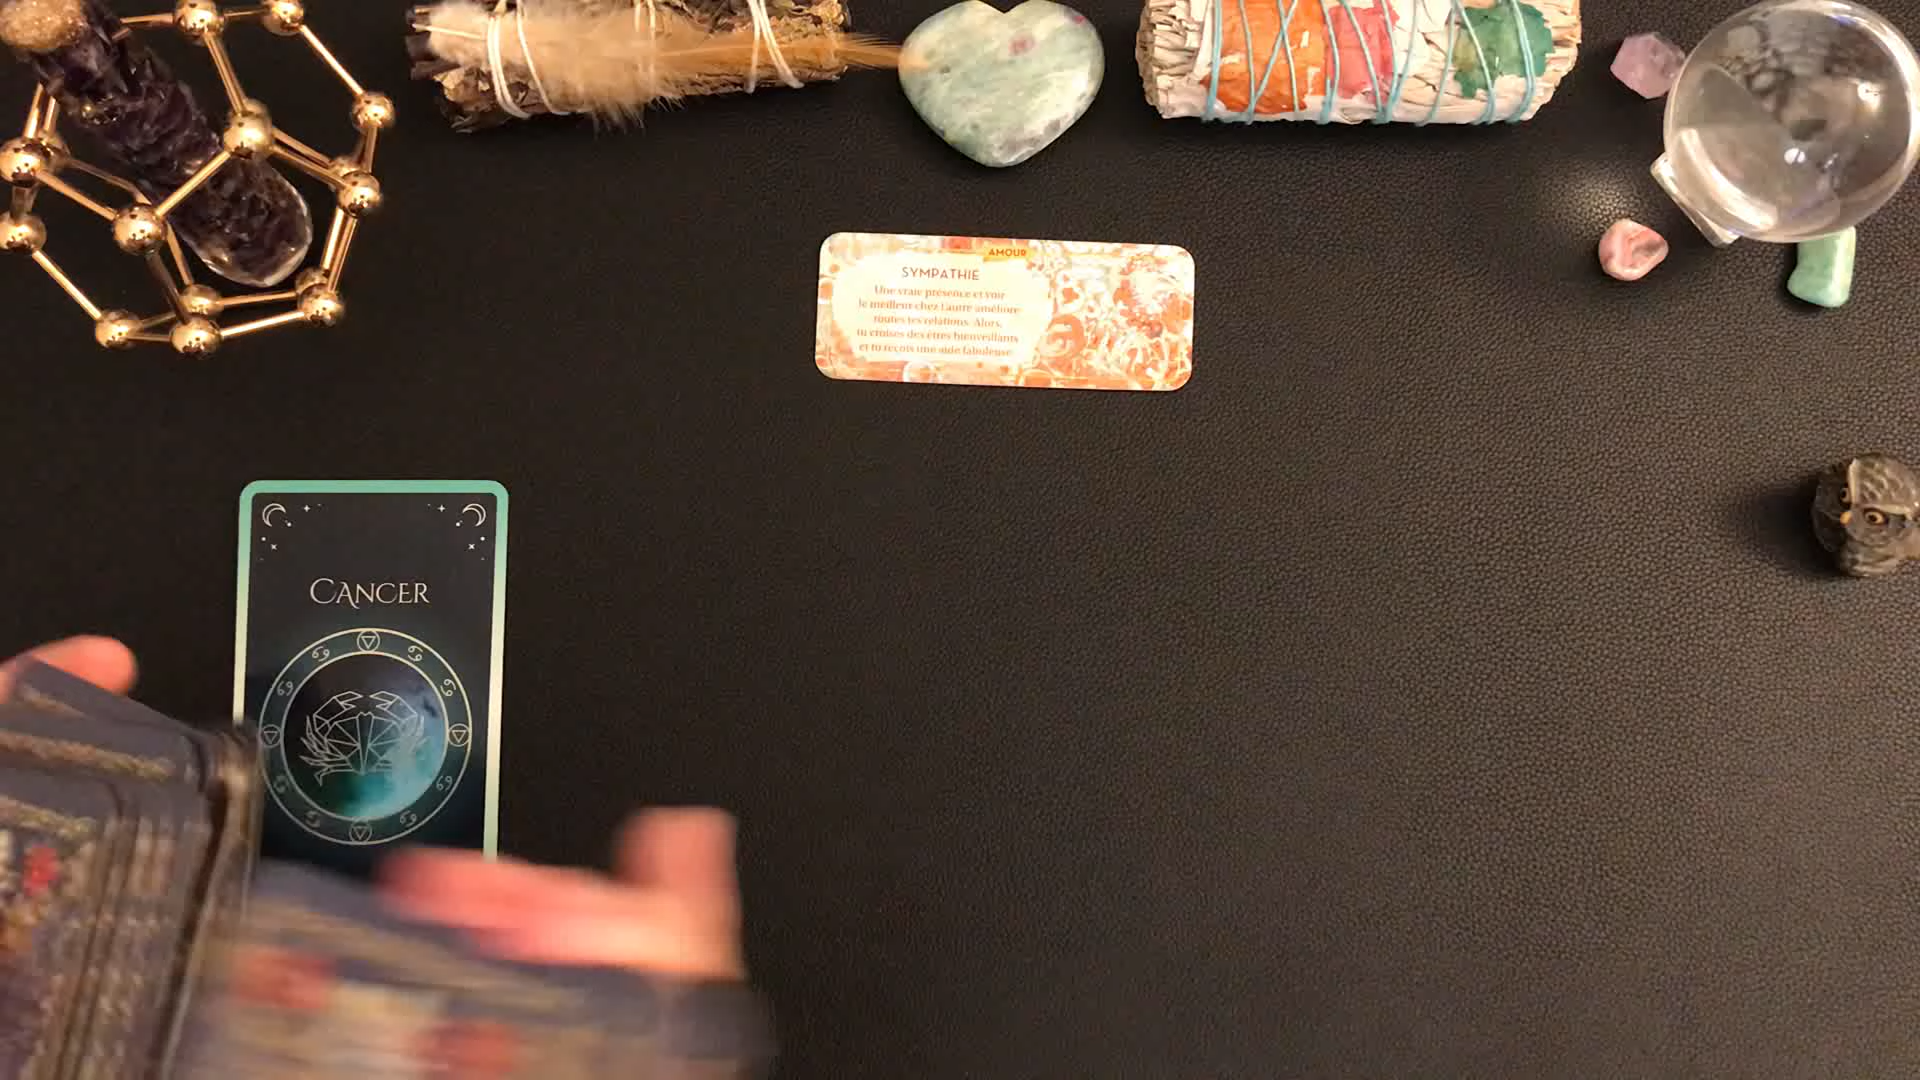 AMOUR
SYMPATHIE
Une vraie présence et voir
le meilleur chez l'autre améliore
toutes tes relations. Alors,
tu croises des êtres bienveillants
et tu reçois une aide fabuleuse.
CANCER